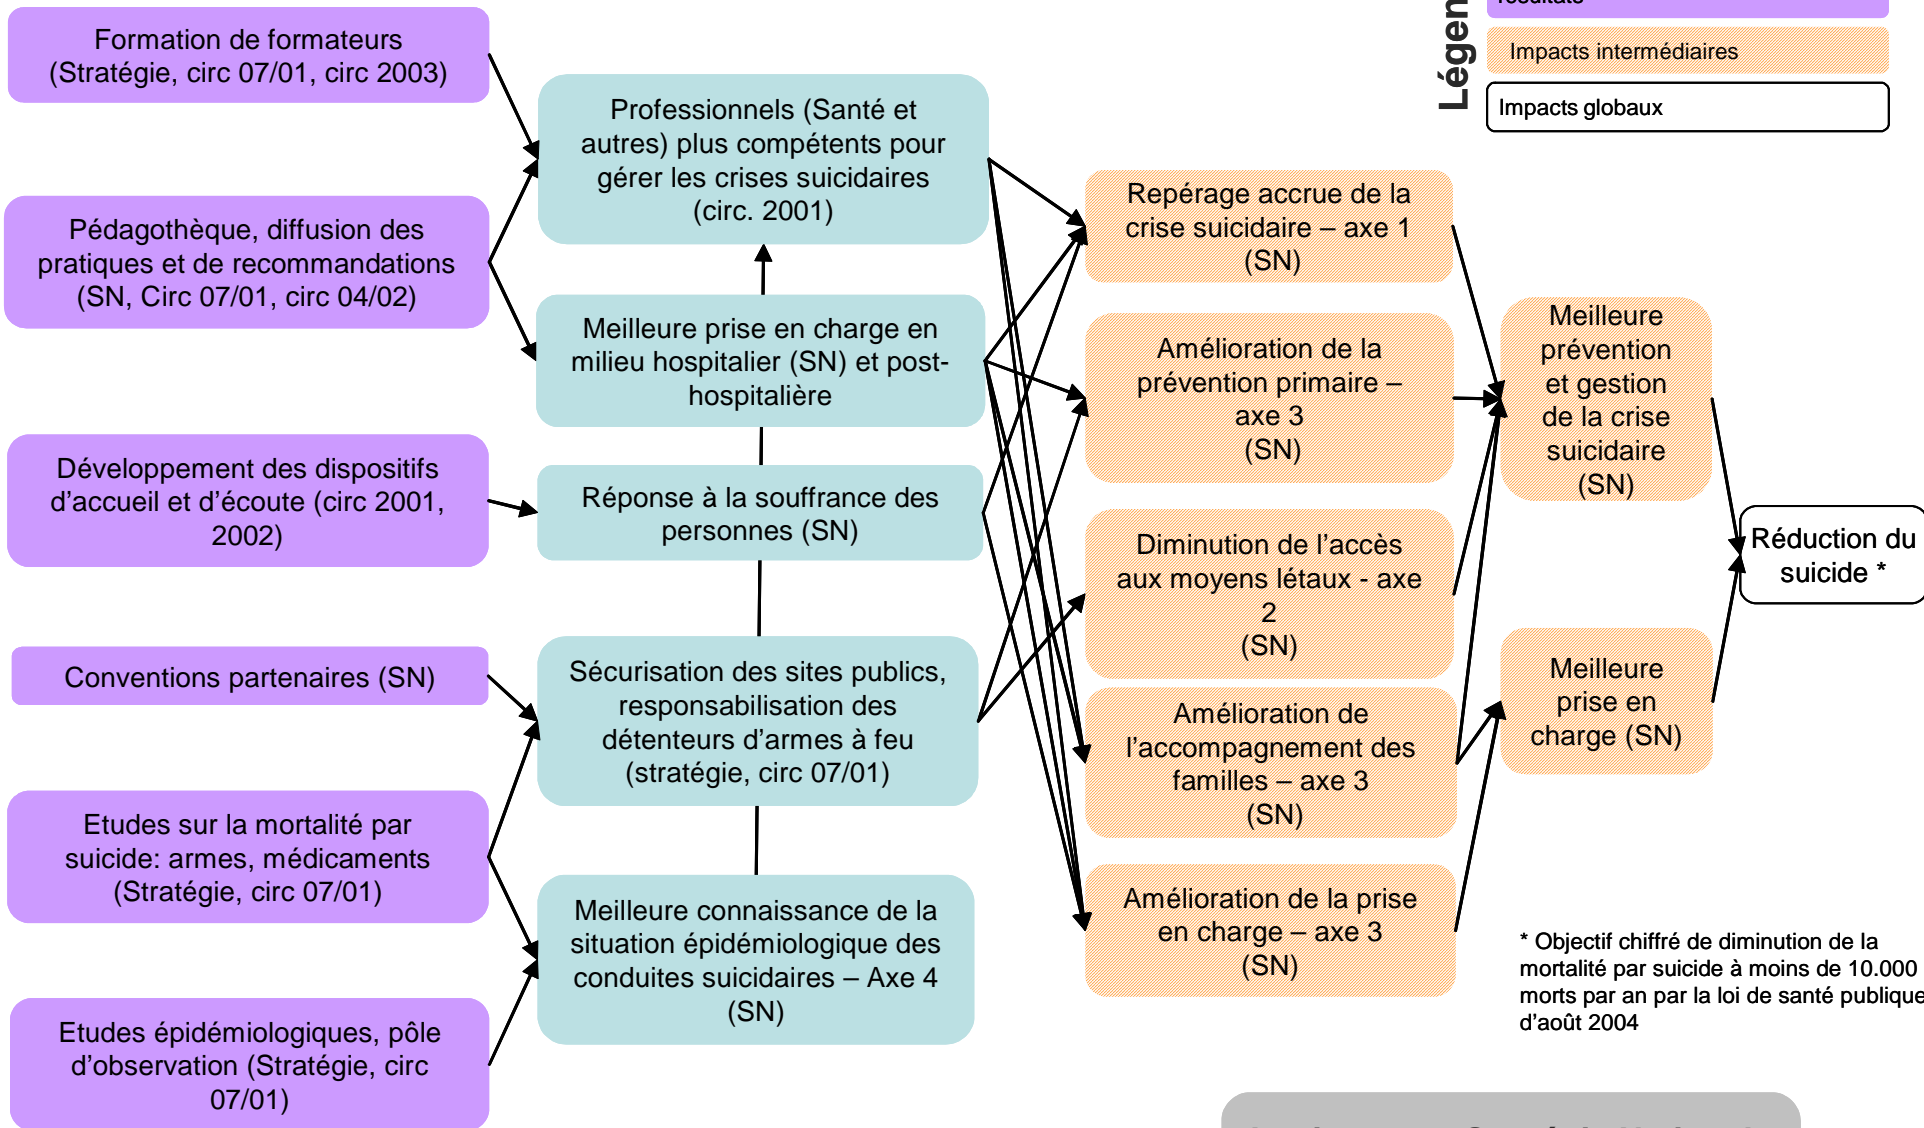 Formation de formateurs
(Stratégie, circ 07/01, circ 2003)
Pédagothèque, diffusion des
pratiques et de recommandations
(SN, Circ 07/01, circ 04/02)
Développement des dispositifs
d’accueil et d’écoute (circ 2001,
2002)
Conventions partenaires (SN)
Etudes sur la mortalité par
suicide: armes, médicaments
(Stratégie, circ 07/01)
Etudes épidémiologiques, pôle
d’observation (Stratégie, circ
07/01)
Professionnels (Santé et
autres) plus compétents pour
gérer les crises suicidaires
(circ. 2001)
Meilleure prise en charge en
milieu hospitalier (SN) et post-
hospitalière
Réponse à la souffrance des
personnes (SN)
Sécurisation des sites publics,
responsabilisation des
détenteurs d’armes à feu
(stratégie, circ 07/01)
Meilleure connaissance de la
situation épidémiologique des
conduites suicidaires – Axe 4
(SN)
Repérage accrue de la
crise suicidaire – axe 1
(SN)
Amélioration de la
prévention primaire –
axe 3
(SN)
Diminution de l’accès
aux moyens létaux - axe
2
(SN)
Amélioration de
l’accompagnement des
familles – axe 3
(SN)
Amélioration de la prise
en charge – axe 3
(SN)
Meilleure
prévention
et gestion
de la crise
suicidaire
(SN)
Meilleure
prise en
charge (SN)
Réduction du
suicide *
Légen
Impacts intermédiaires
Impacts globaux
* Objectif chiffré de diminution de la
mortalité par suicide à moins de 10.000
morts par an par la loi de santé publique
d’août 2004